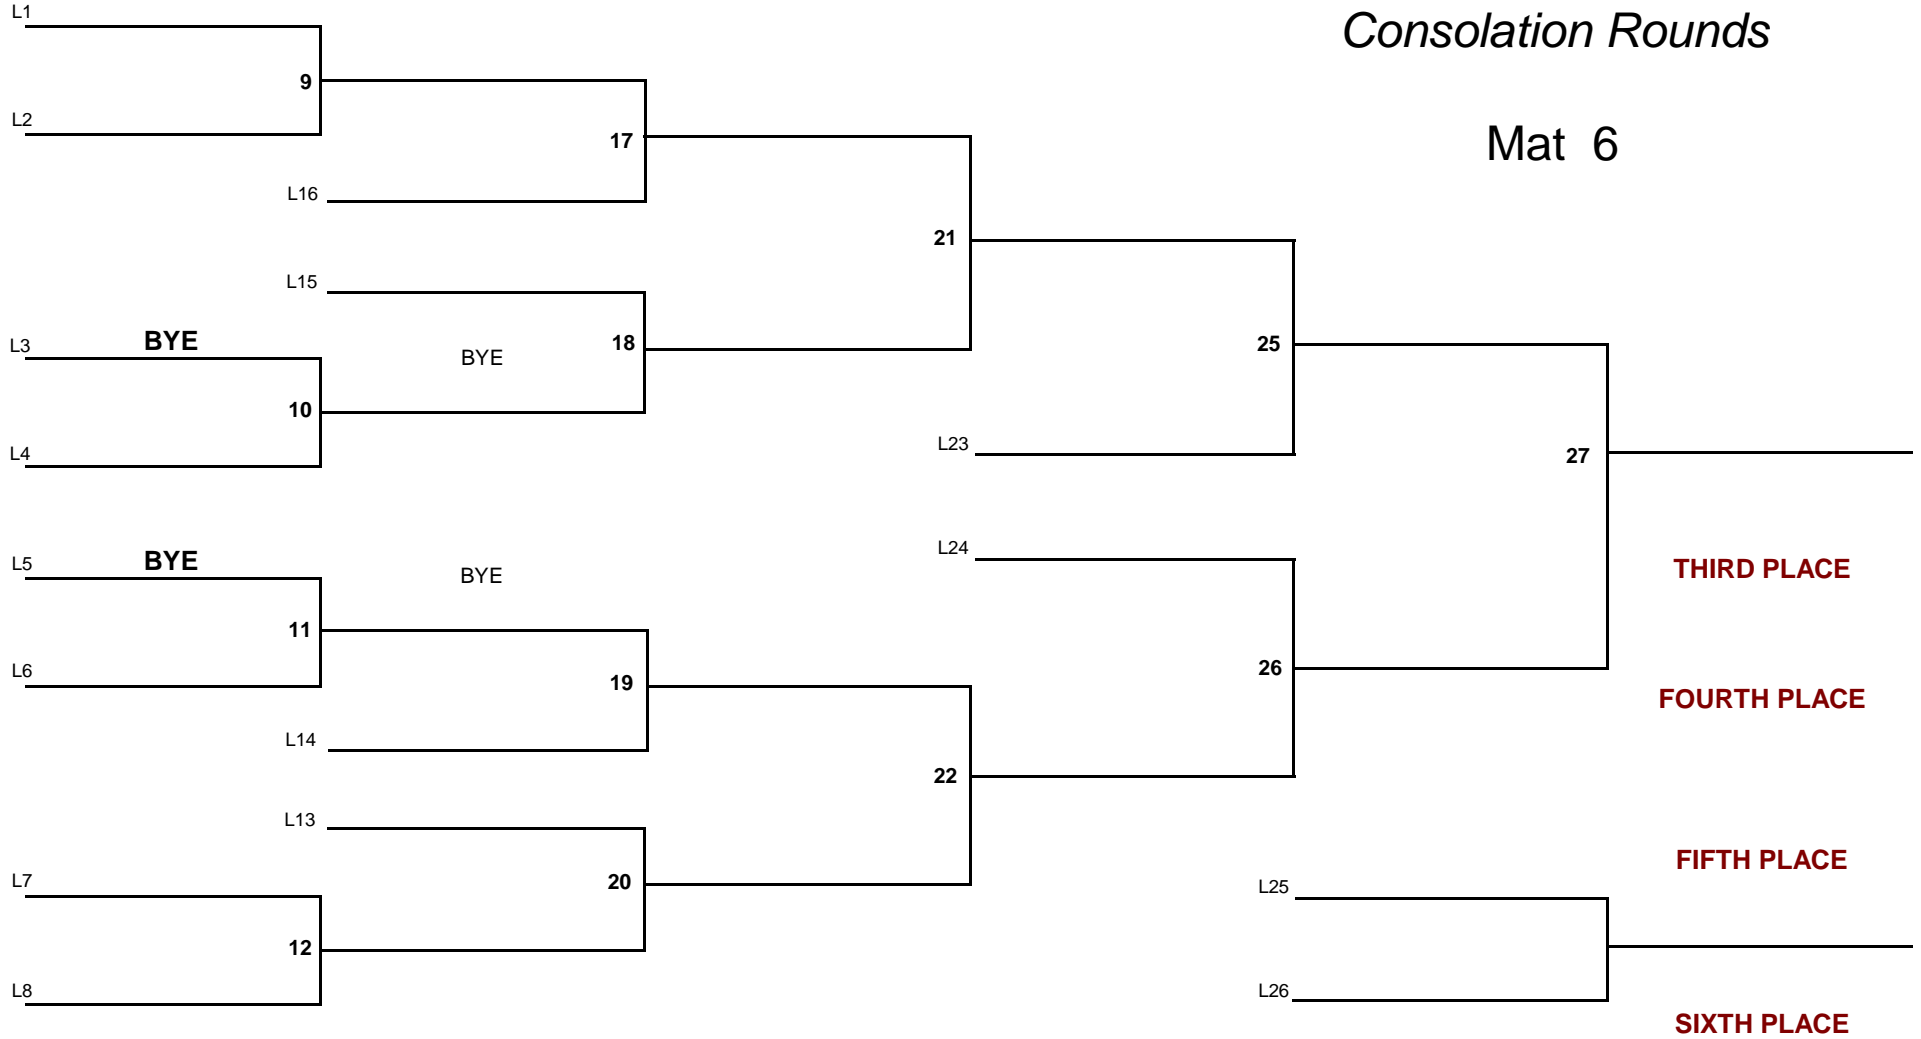 L1
Consolation Rounds
9
L2
17
Mat 6
L16
21
L15
L3
BYE
18
BYE
25
10
L23
L4
27
L5
BYE
BYE
L24
THIRD PLACE
11
L6
19
26
FOURTH PLACE
L14
22
L13
FIFTH PLACE
L7
20
L25
12
L8
L26
SIXTH PLACE